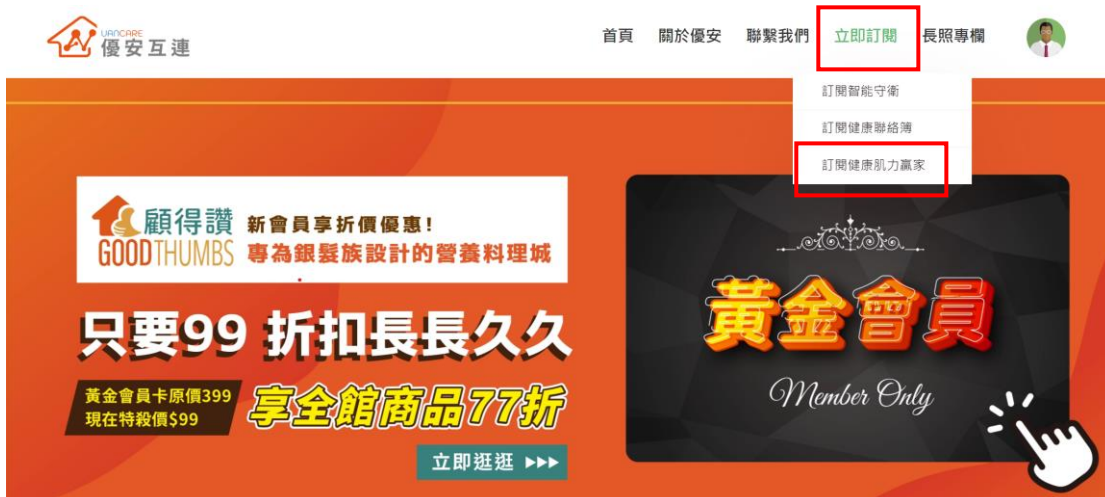 UANCARE
優安互連
首頁 關於優安 聯繫我們 立即訂閱 長照專欄
訂閱智能守衛
訂閱健康聯絡簿
訂閱健康肌力贏家
顧得讚
GOODTHUMBS
新會員享折價優惠!
專為銀髮族設計的營養料理城
只要99 折扣長長久久
黃金會員卡原價399
現在特殺價$99
享全館商品77折
立即逛逛 ▶▶▶
黃金會員
Member Only